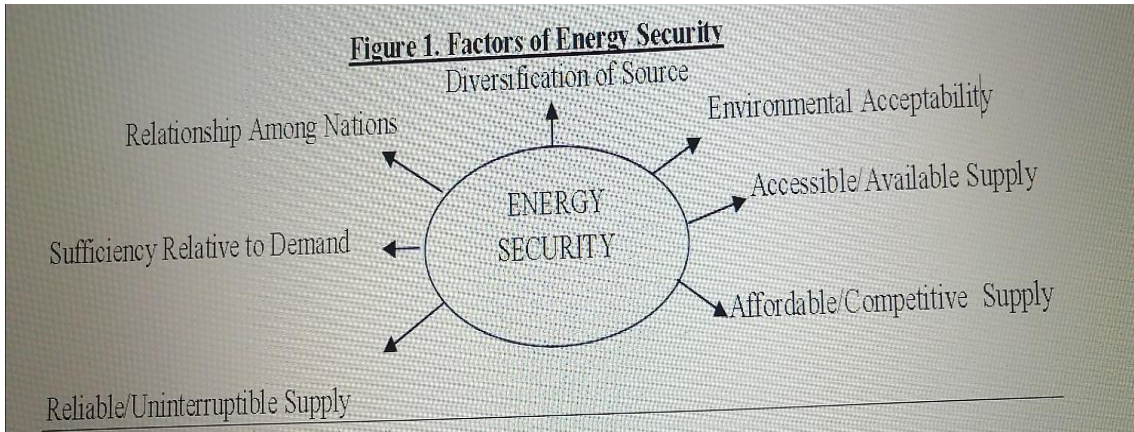 Figure 1. Factors of Energy Security
Diversification of Source
Environmental Acceptability
Relationship Among Nations
Accessible/Available Supply
ENERGY
SECURITY
Sufficiency Relative to Demand
Affordable/Competitive Supply
Reliable/Uninterruptible Supply